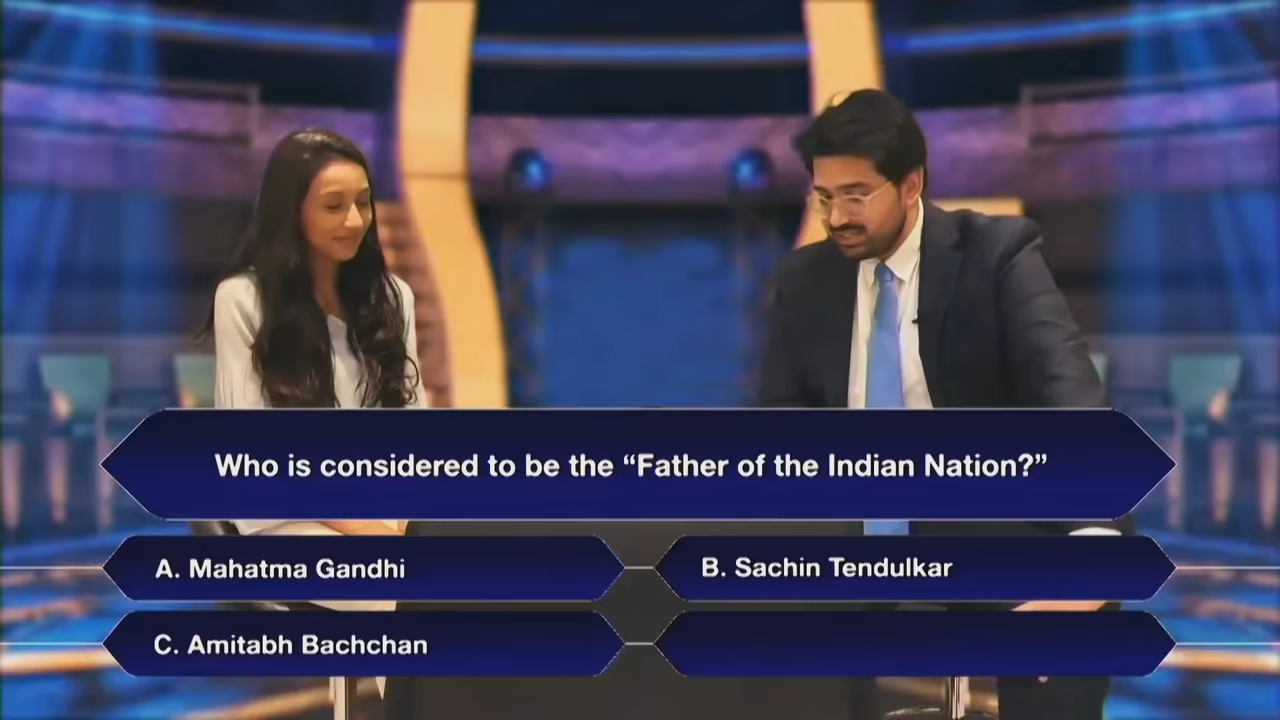 Who is considered to be the “Father of the Indian Nation?”
A. Mahatma Gandhi
B. Sachin Tendulkar
C. Amitabh Bachchan